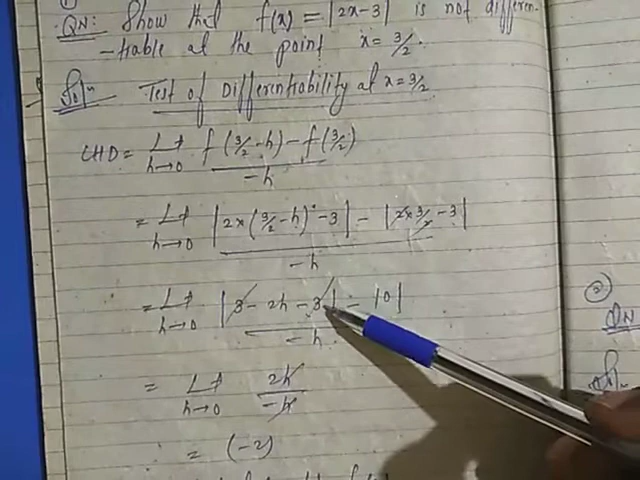 QN: Show that f(x) = |2x-3| is not differen-
-tiable at the point x = 3/2.
Sol^n Test of Differentiability at x = 3/2.
LHD = Lt h→0 f(3/2 - h) - f(3/2) / -h
= Lt h→0 |2×(3/2 - h) - 3| - |2×3/2 - 3| / -h
= Lt h→0 |3 - 2h - 3| - |0| / -h
= Lt h→0 2h / -h
= (-2)
②
QN